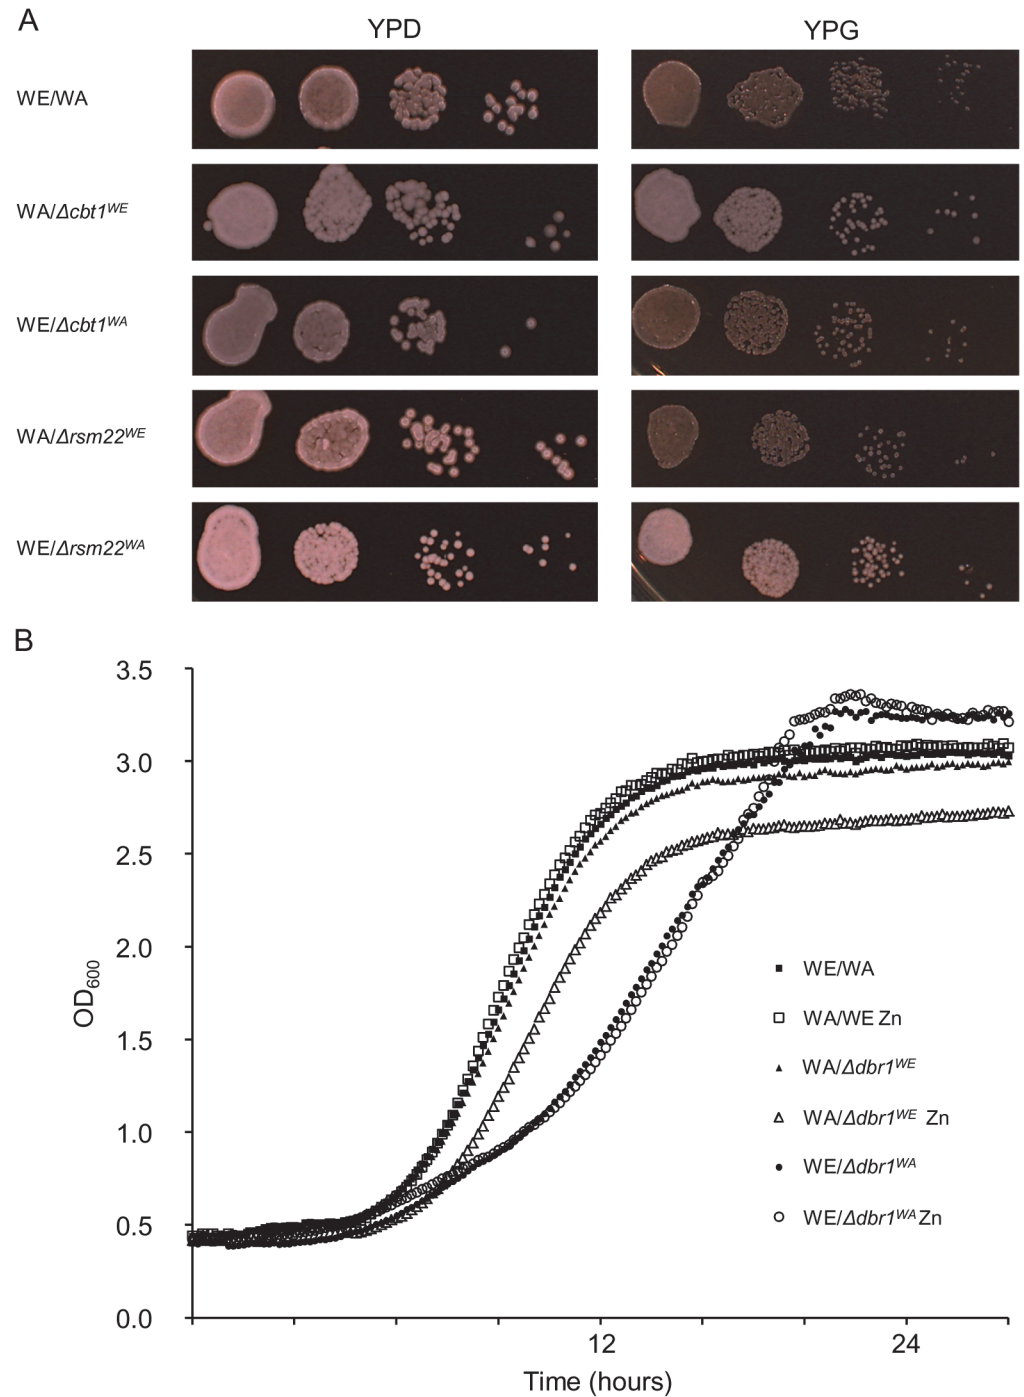 A
YPD
YPG
WE/WA
WA/Δcbt1WE
WE/Δcbt1WA
WA/Δrsm22WE
WE/Δrsm22WA
B
3.5
3.0
2.5
2.0
1.5
1.0
0.5
0.0
OD600
12
24
Time (hours)
WE/WA
WA/WE Zn
WA/Δdbr1WE
WA/Δdbr1WE Zn
WE/Δdbr1WA
WE/Δdbr1WA Zn